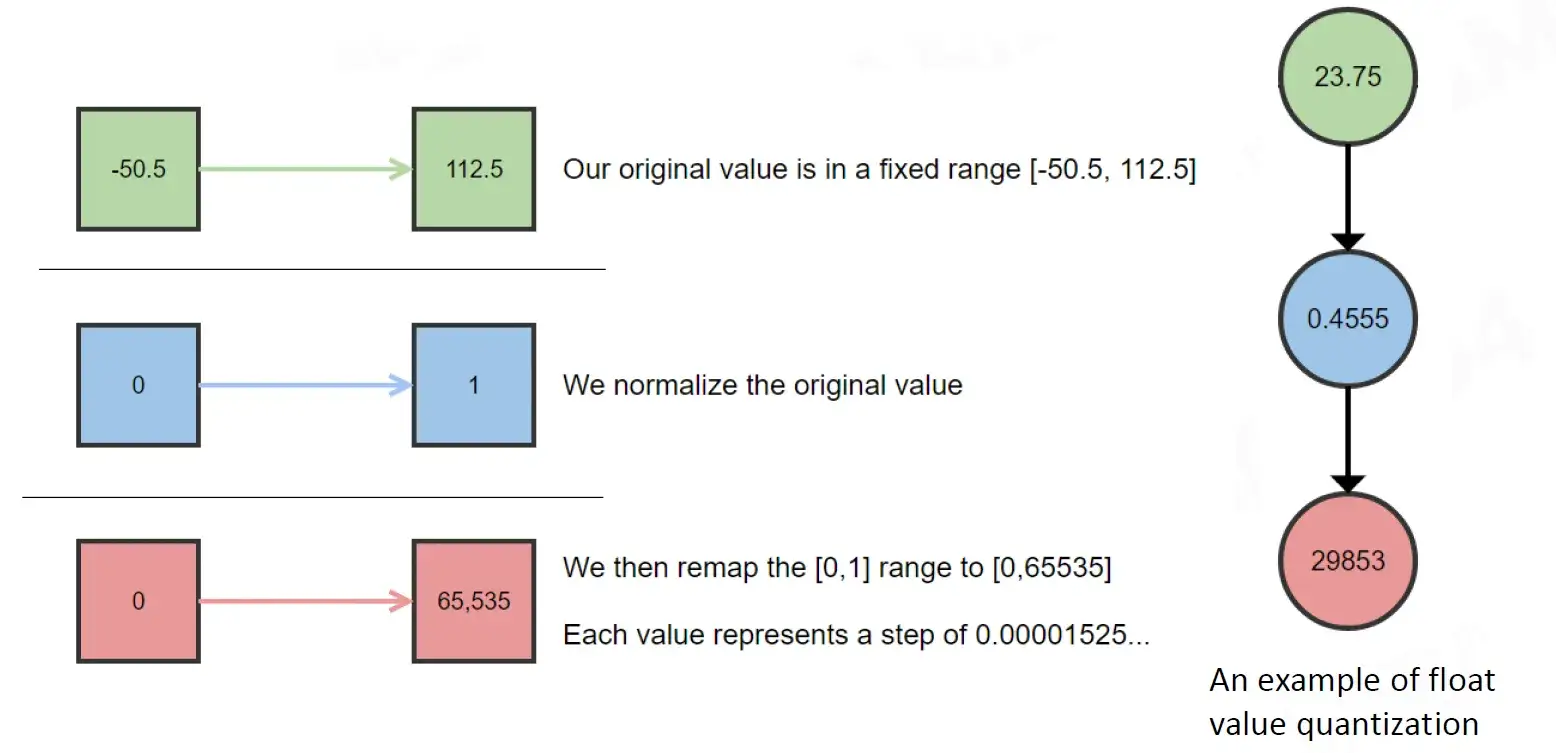 -50.5
112.5
Our original value is in a fixed range [-50.5, 112.5]
0
1
We normalize the original value
0
65,535
We then remap the [0,1] range to [0,65535]
Each value represents a step of 0.00001525...
23.75
0.4555
29853
An example of float
value quantization